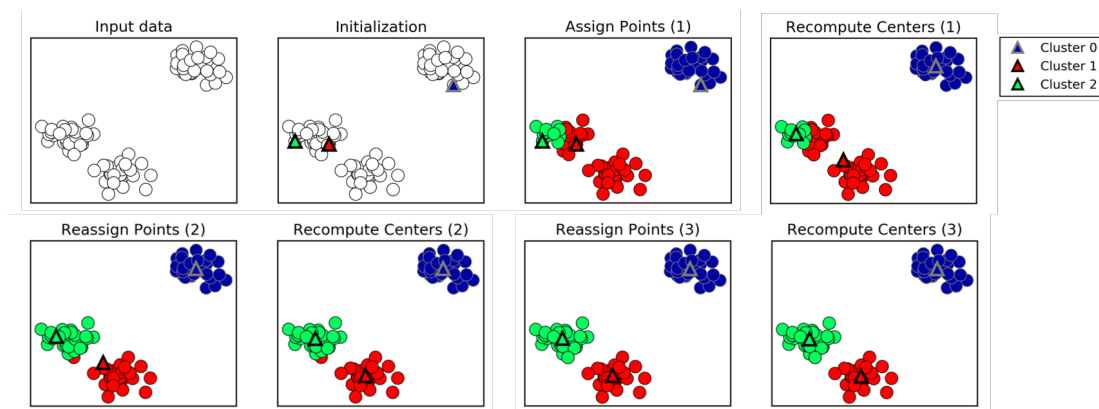 Input data
Initialization
Assign Points (1)
Recompute Centers (1)
Cluster 0
Cluster 1
Cluster 2
Reassign Points (2)
Recompute Centers (2)
Reassign Points (3)
Recompute Centers (3)